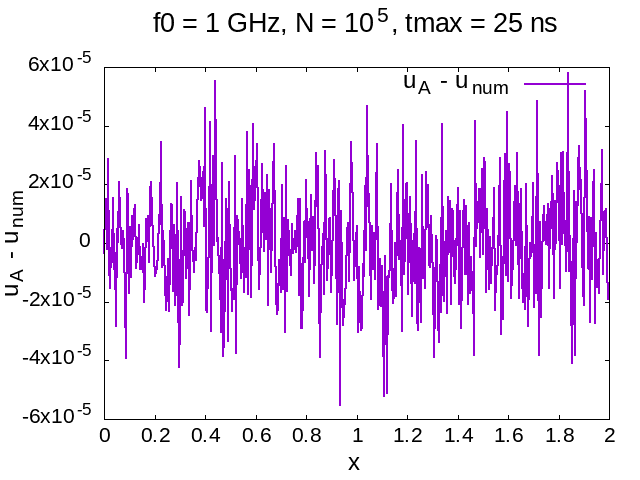 f0 = 1 GHz, N = 10^5, tmax = 25 ns
u_A - u_num
6x10^-5
4x10^-5
2x10^-5
0
-2x10^-5
-4x10^-5
-6x10^-5
u_A - u_num
0 0.2 0.4 0.6 0.8 1 1.2 1.4 1.6 1.8 2
x